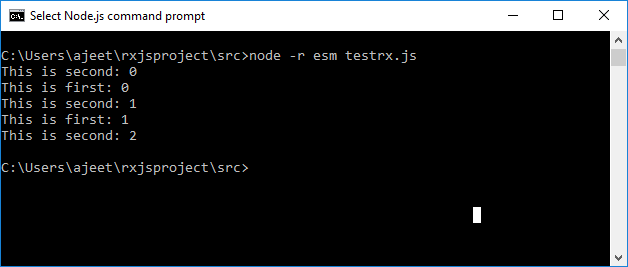 Select Node.js command prompt
C:\Users\ajeet\rxjsproject\src>node -r esm testrx.js
This is second: 0
This is first: 0
This is second: 1
This is first: 1
This is second: 2
C:\Users\ajeet\rxjsproject\src>